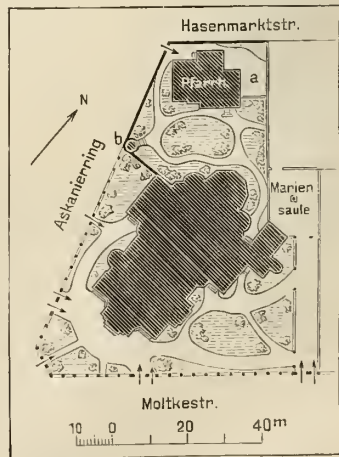 Hasenmarktstr.
Pfarrh.
a
N
b
Askanierring
Marien
saule
Moltkestr.
10 0 20 40m